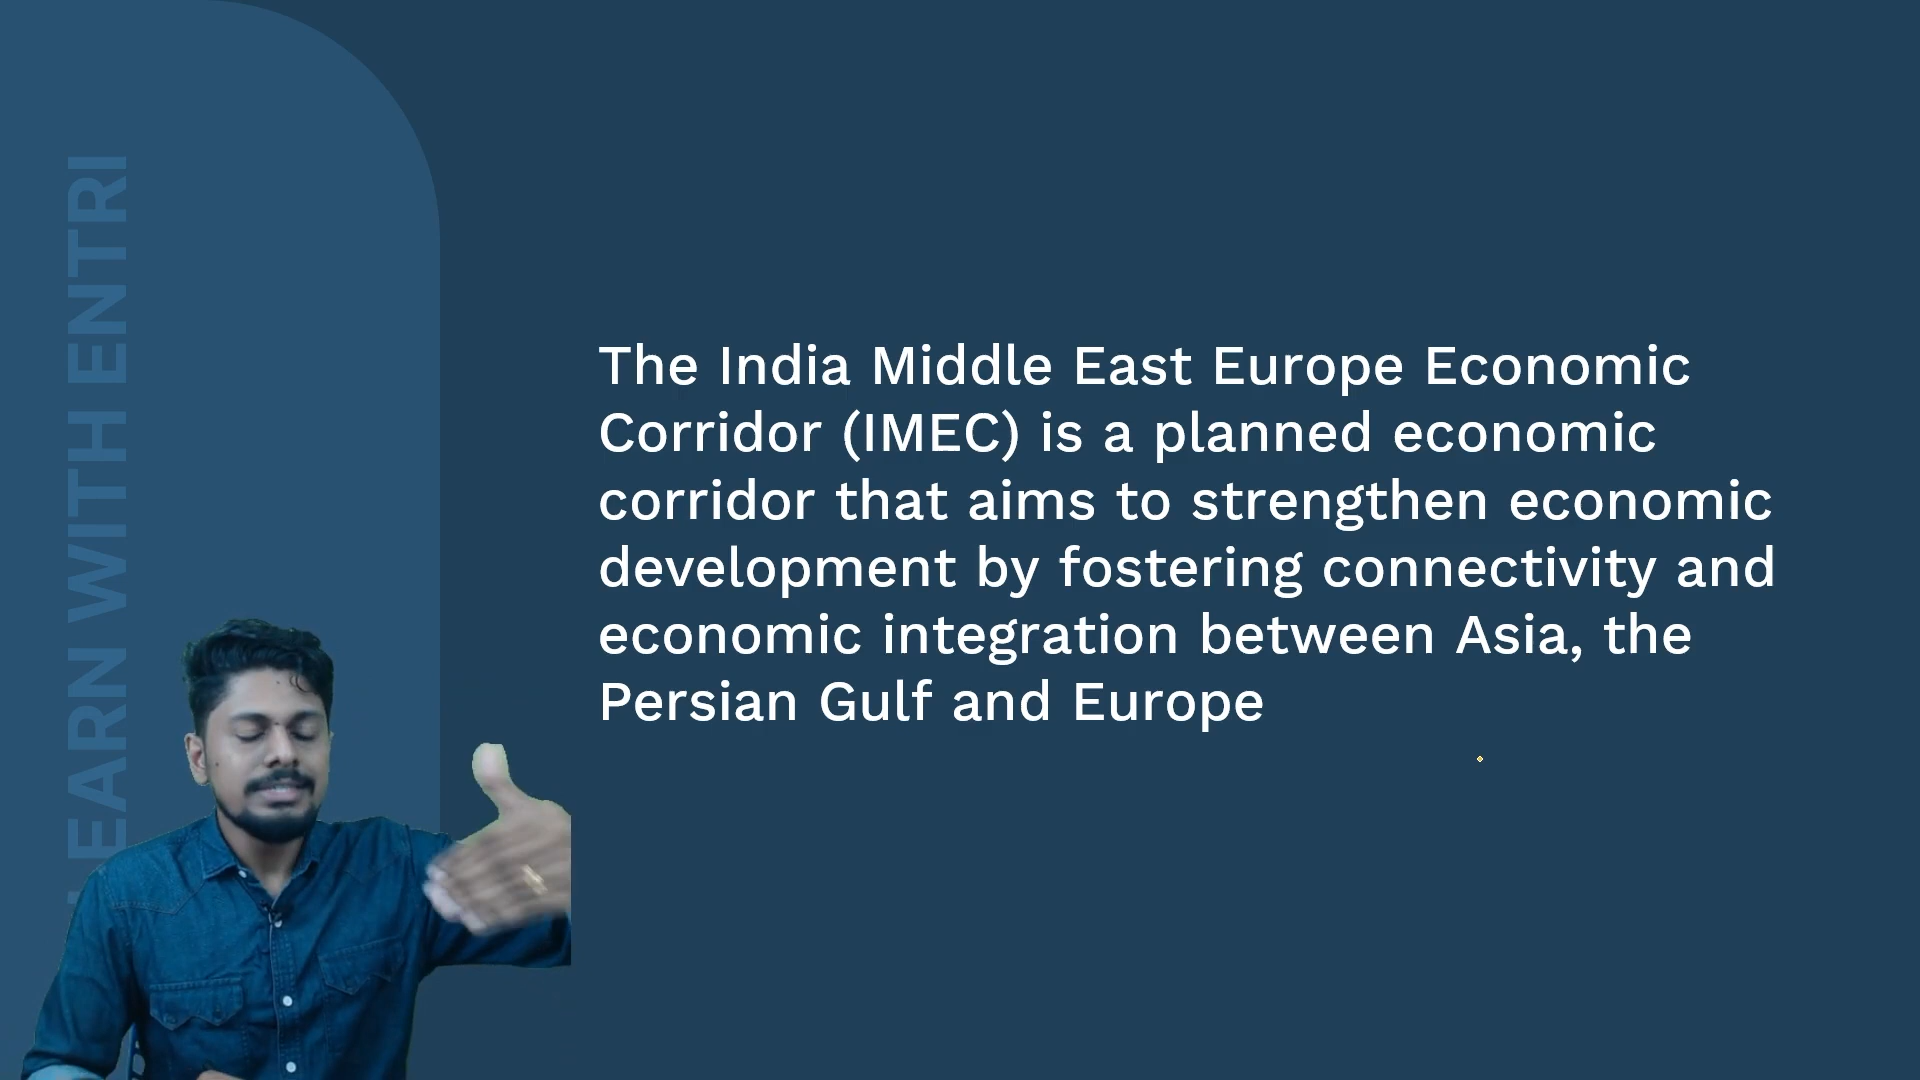 LEARN WITH ENTRI
The India Middle East Europe Economic
Corridor (IMEC) is a planned economic
corridor that aims to strengthen economic
development by fostering connectivity and
economic integration between Asia, the
Persian Gulf and Europe